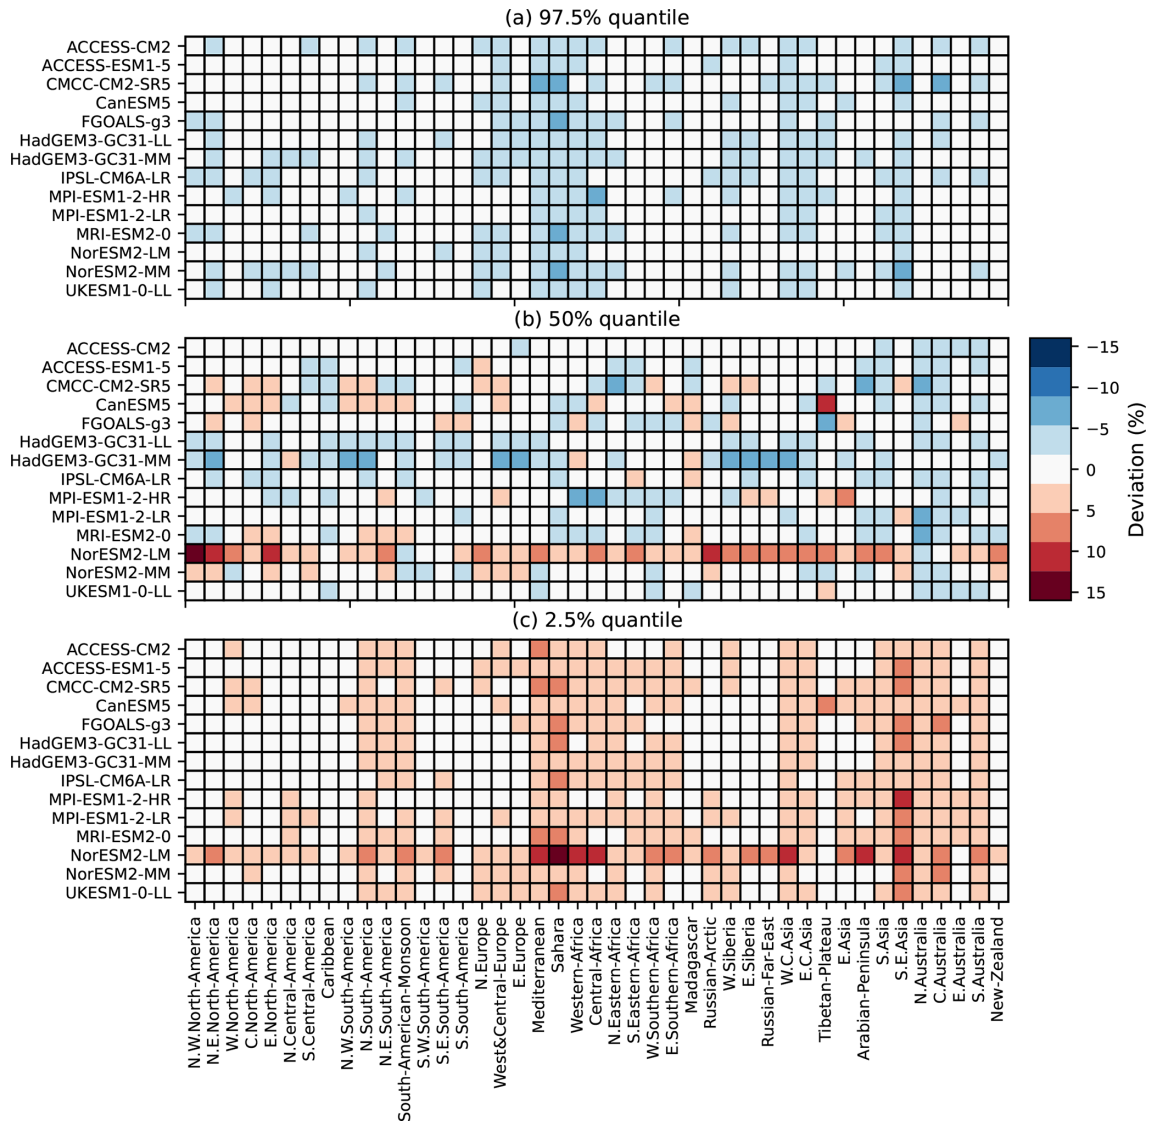 (a) 97.5% quantile
ACCESS-CM2
ACCESS-ESM1-5
CMCC-CM2-SR5
CanESM5
FGOALS-g3
HadGEM3-GC31-LL
HadGEM3-GC31-MM
IPSL-CM6A-LR
MPI-ESM1-2-HR
MPI-ESM1-2-LR
MRI-ESM2-0
NorESM2-LM
NorESM2-MM
UKESM1-0-LL
(b) 50% quantile
ACCESS-CM2
ACCESS-ESM1-5
CMCC-CM2-SR5
CanESM5
FGOALS-g3
HadGEM3-GC31-LL
HadGEM3-GC31-MM
IPSL-CM6A-LR
MPI-ESM1-2-HR
MPI-ESM1-2-LR
MRI-ESM2-0
NorESM2-LM
NorESM2-MM
UKESM1-0-LL
−15
−10
−5
0
5
10
15
Deviation (%)
(c) 2.5% quantile
ACCESS-CM2
ACCESS-ESM1-5
CMCC-CM2-SR5
CanESM5
FGOALS-g3
HadGEM3-GC31-LL
HadGEM3-GC31-MM
IPSL-CM6A-LR
MPI-ESM1-2-HR
MPI-ESM1-2-LR
MRI-ESM2-0
NorESM2-LM
NorESM2-MM
UKESM1-0-LL
N.W.North-America
N.E.North-America
W.North-America
C.North-America
E.North-America
N.Central-America
S.Central-America
Caribbean
N.W.South-America
N.South-America
N.E.South-America
South-American-Monsoon
S.W.South-America
S.E.South-America
S.South-America
N.Europe
West&Central-Europe
E.Europe
Mediterranean
Sahara
Western-Africa
Central-Africa
N.Eastern-Africa
S.Eastern-Africa
W.Southern-Africa
E.Southern-Africa
Madagascar
Russian-Arctic
W.Siberia
E.Siberia
Russian-Far-East
W.C.Asia
E.C.Asia
Tibetan-Plateau
E.Asia
Arabian-Peninsula
S.Asia
S.E.Asia
N.Australia
C.Australia
E.Australia
S.Australia
New-Zealand